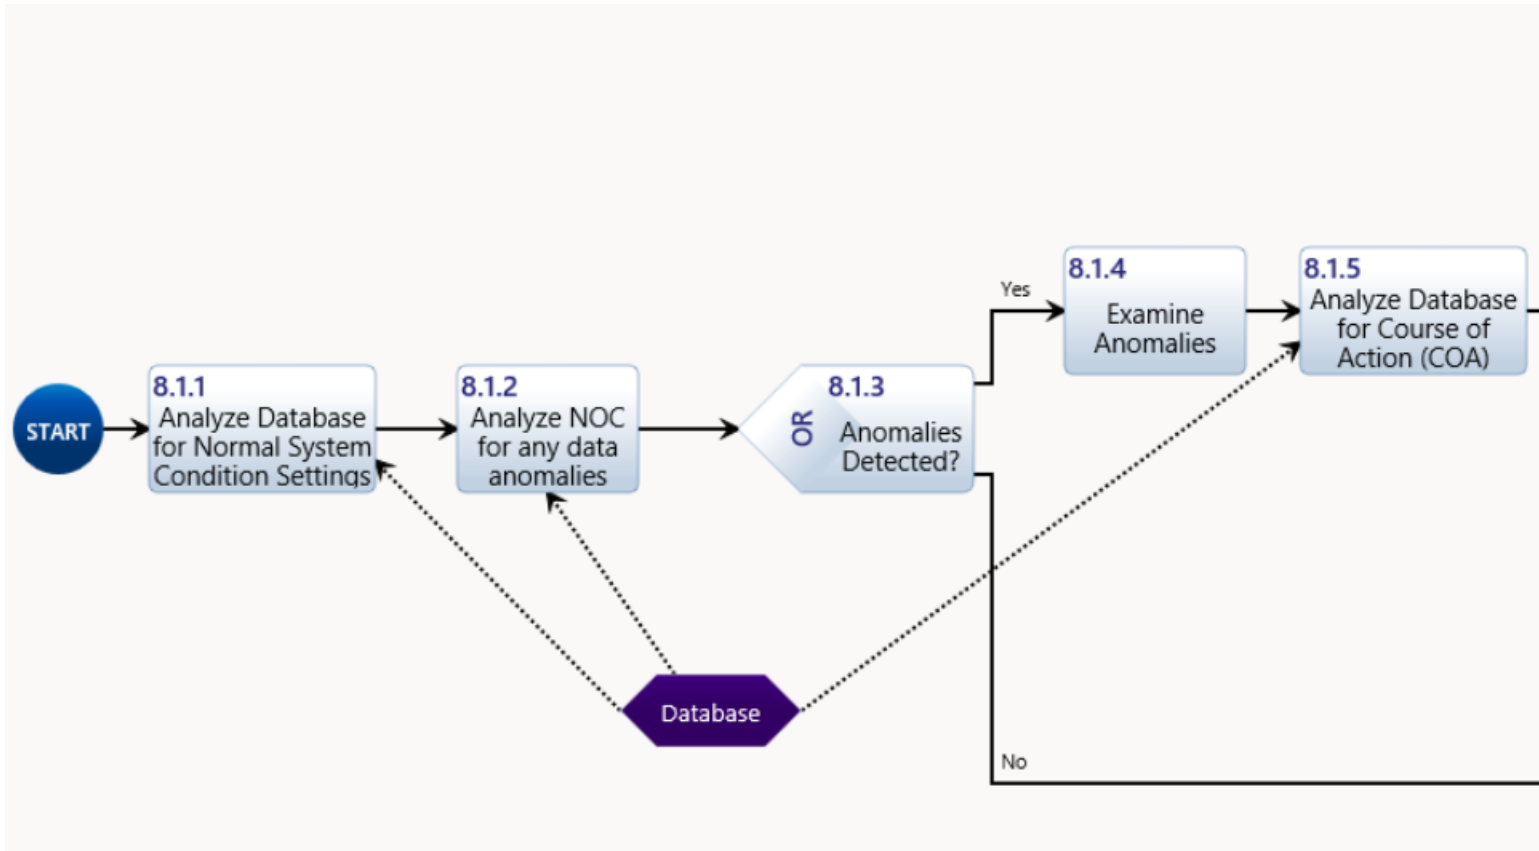 START
8.1.1
Analyze Database
for Normal System
Condition Settings
8.1.2
Analyze NOC
for any data
anomalies
OR
8.1.3
Anomalies
Detected?
Yes
8.1.4
Examine
Anomalies
8.1.5
Analyze Database
for Course of
Action (COA)
Database
No